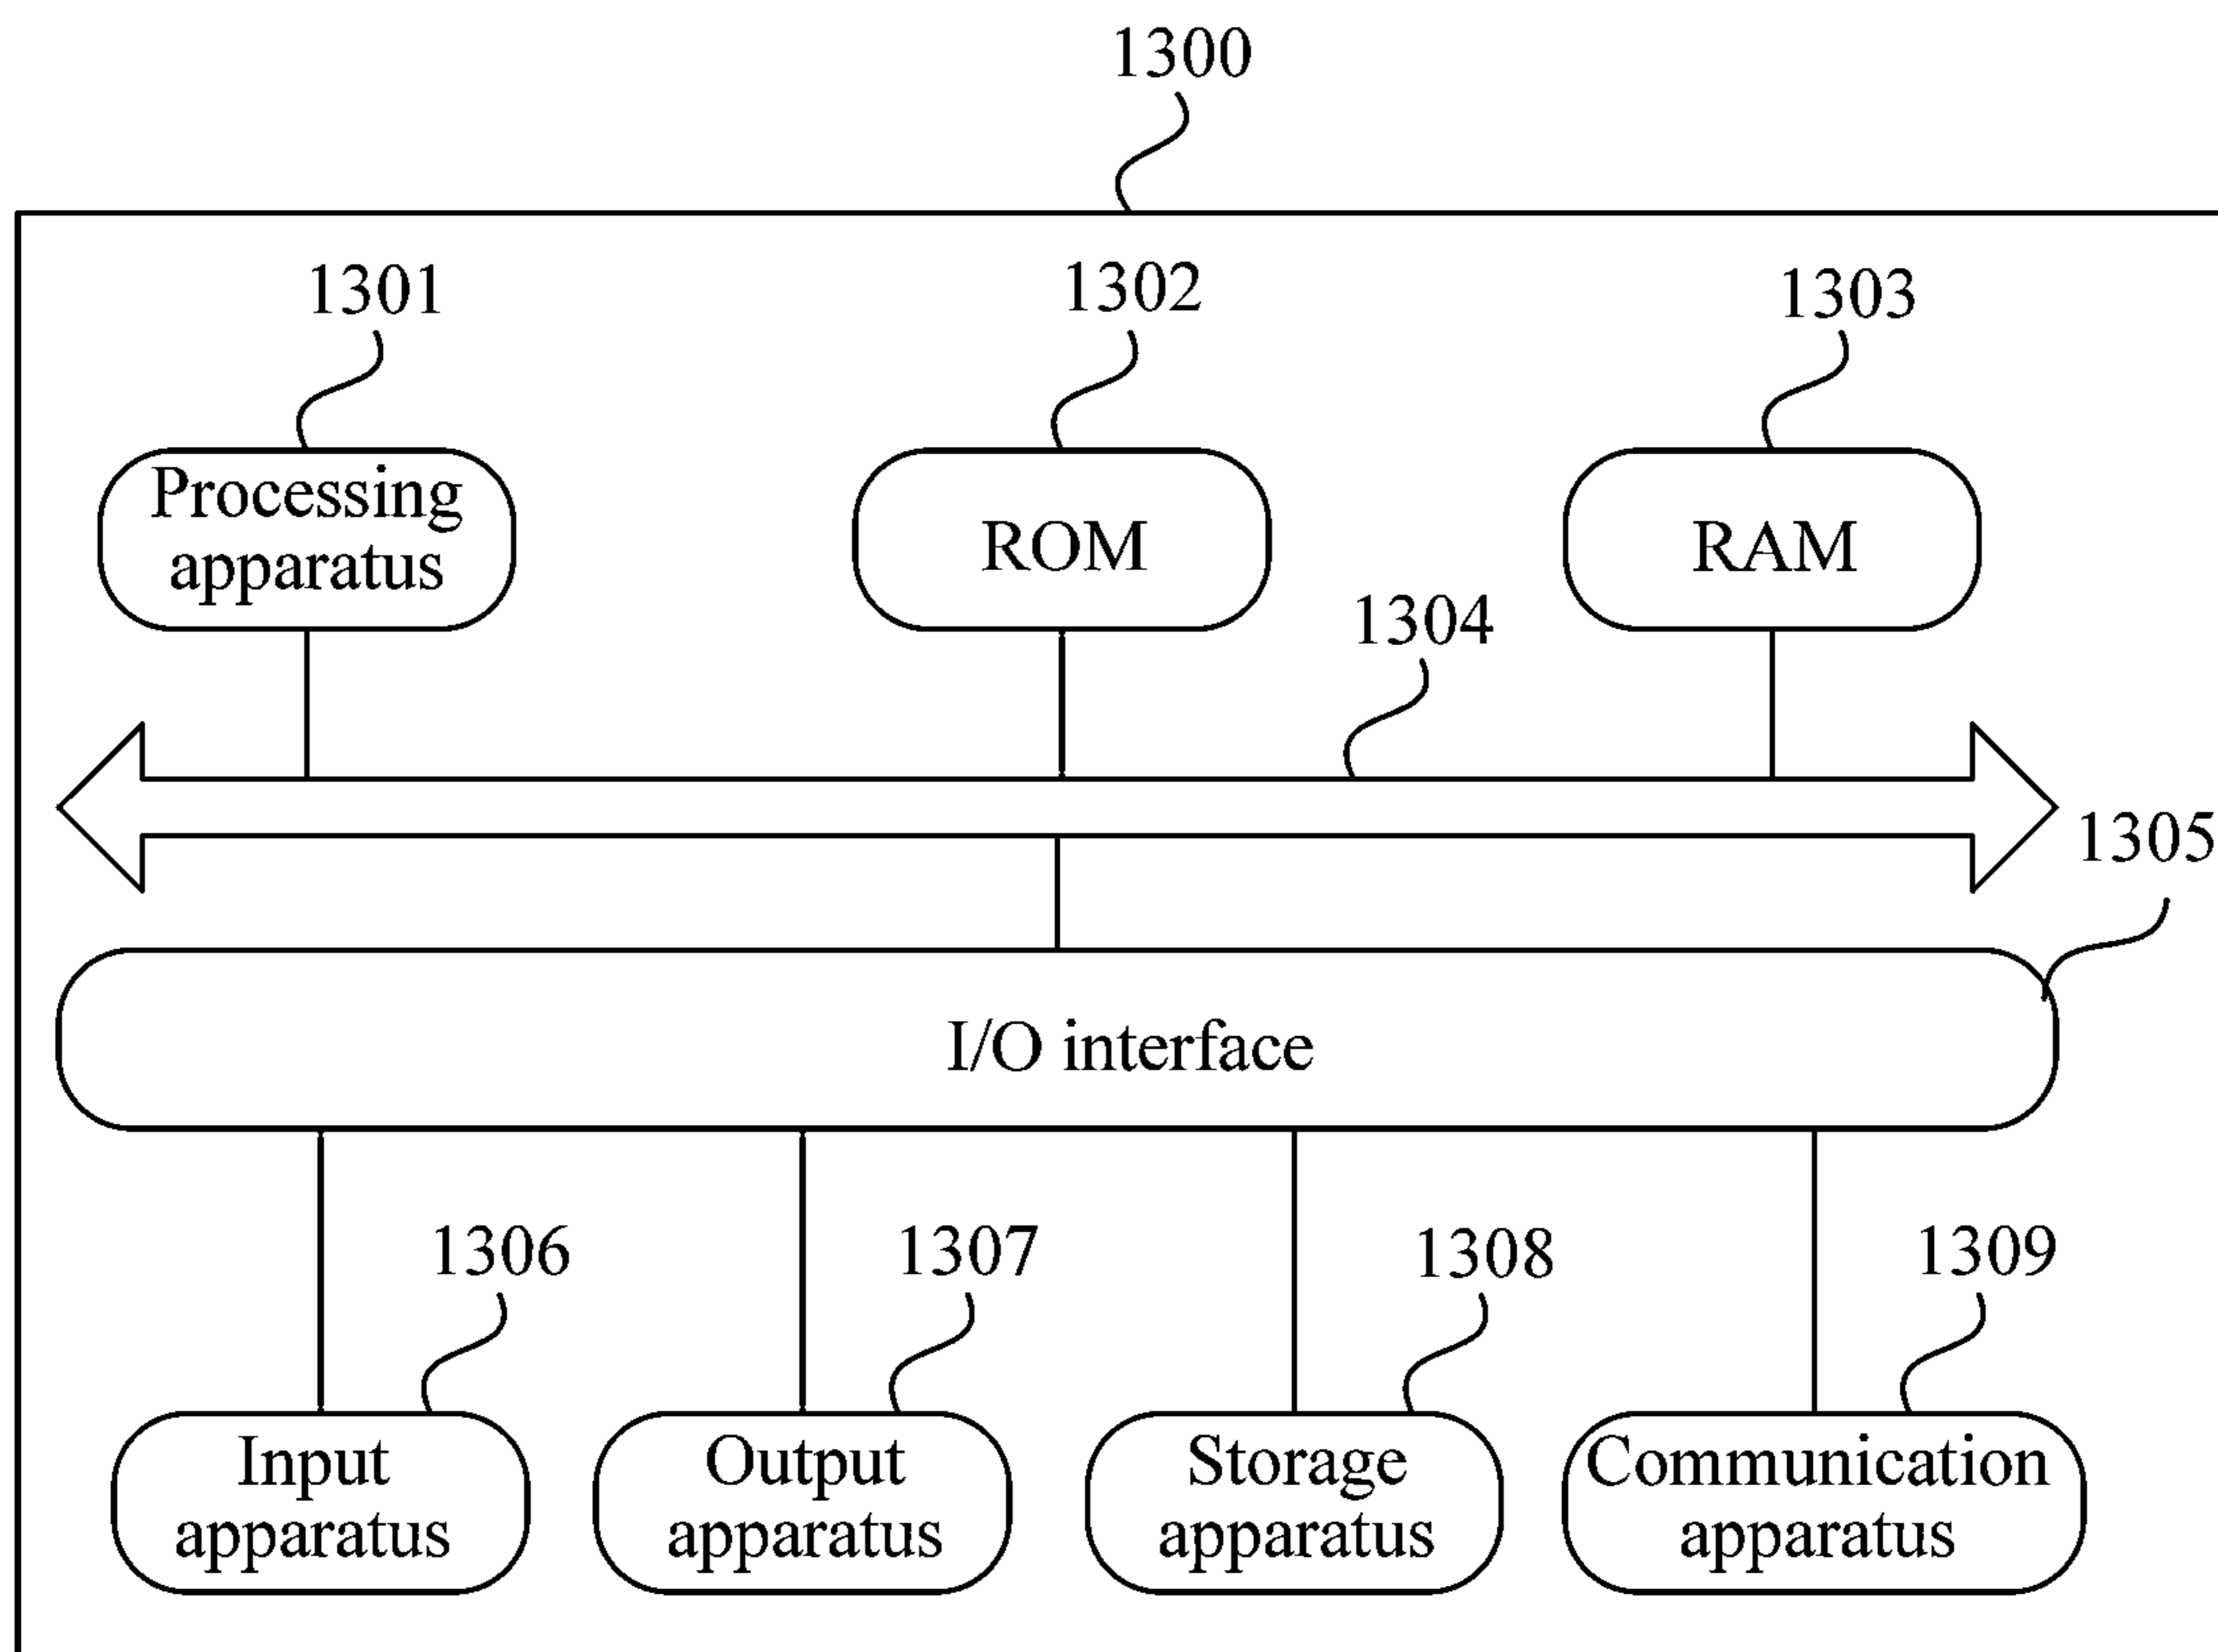 1300
1301
1302
1303
Processing
apparatus
ROM
RAM
1304
1305
I/O interface
1306
1307
1308
1309
Input
apparatus
Output
apparatus
Storage
apparatus
Communication
apparatus